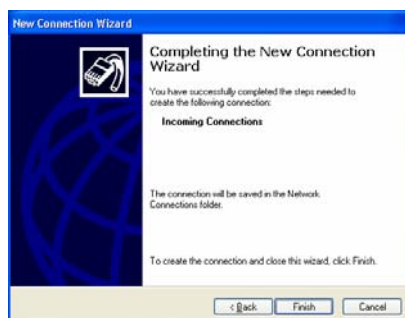 New Connection Wizard
Completing the New Connection
Wizard
You have successfully completed the steps needed to
create the following connection:
Incoming Connections
The connection will be saved in the Network
Connections folder.
To create the connection and close this wizard, click Finish.
< Back
Finish
Cancel